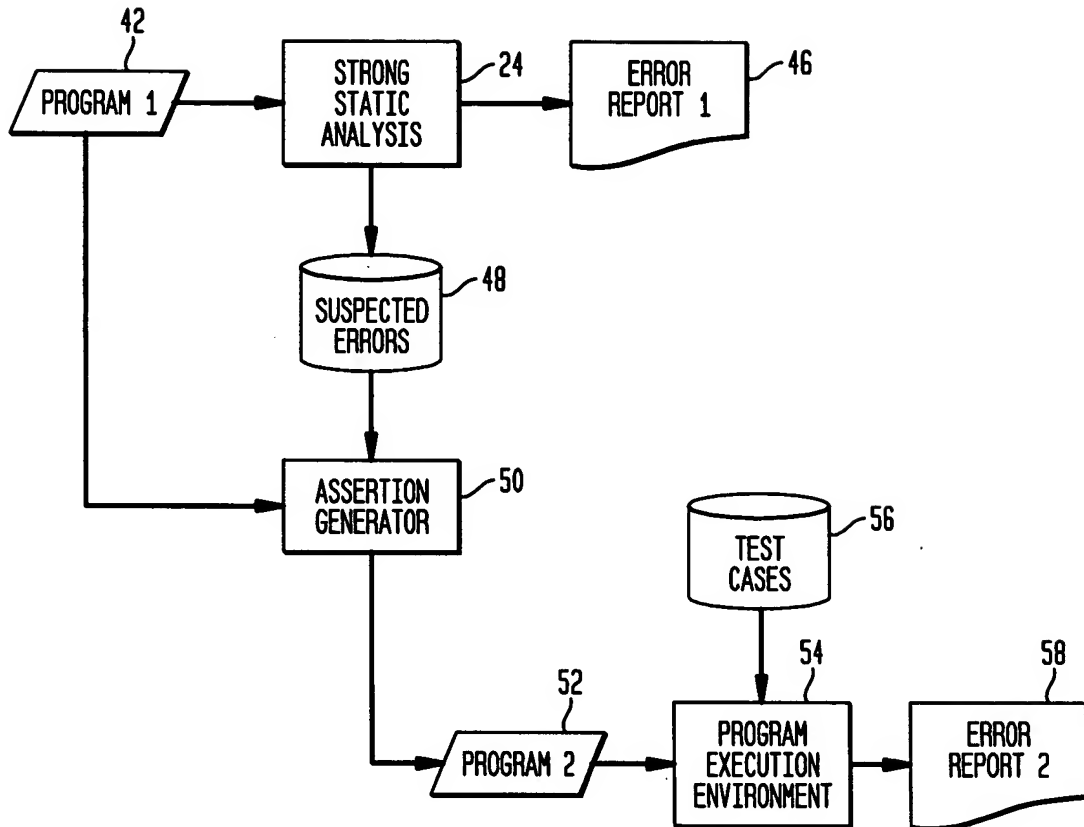 42
PROGRAM 1
STRONG
STATIC
ANALYSIS
24
ERROR
REPORT 1
46
SUSPECTED
ERRORS
48
ASSERTION
GENERATOR
50
TEST
CASES
56
52
PROGRAM 2
54
PROGRAM
EXECUTION
ENVIRONMENT
58
ERROR
REPORT 2